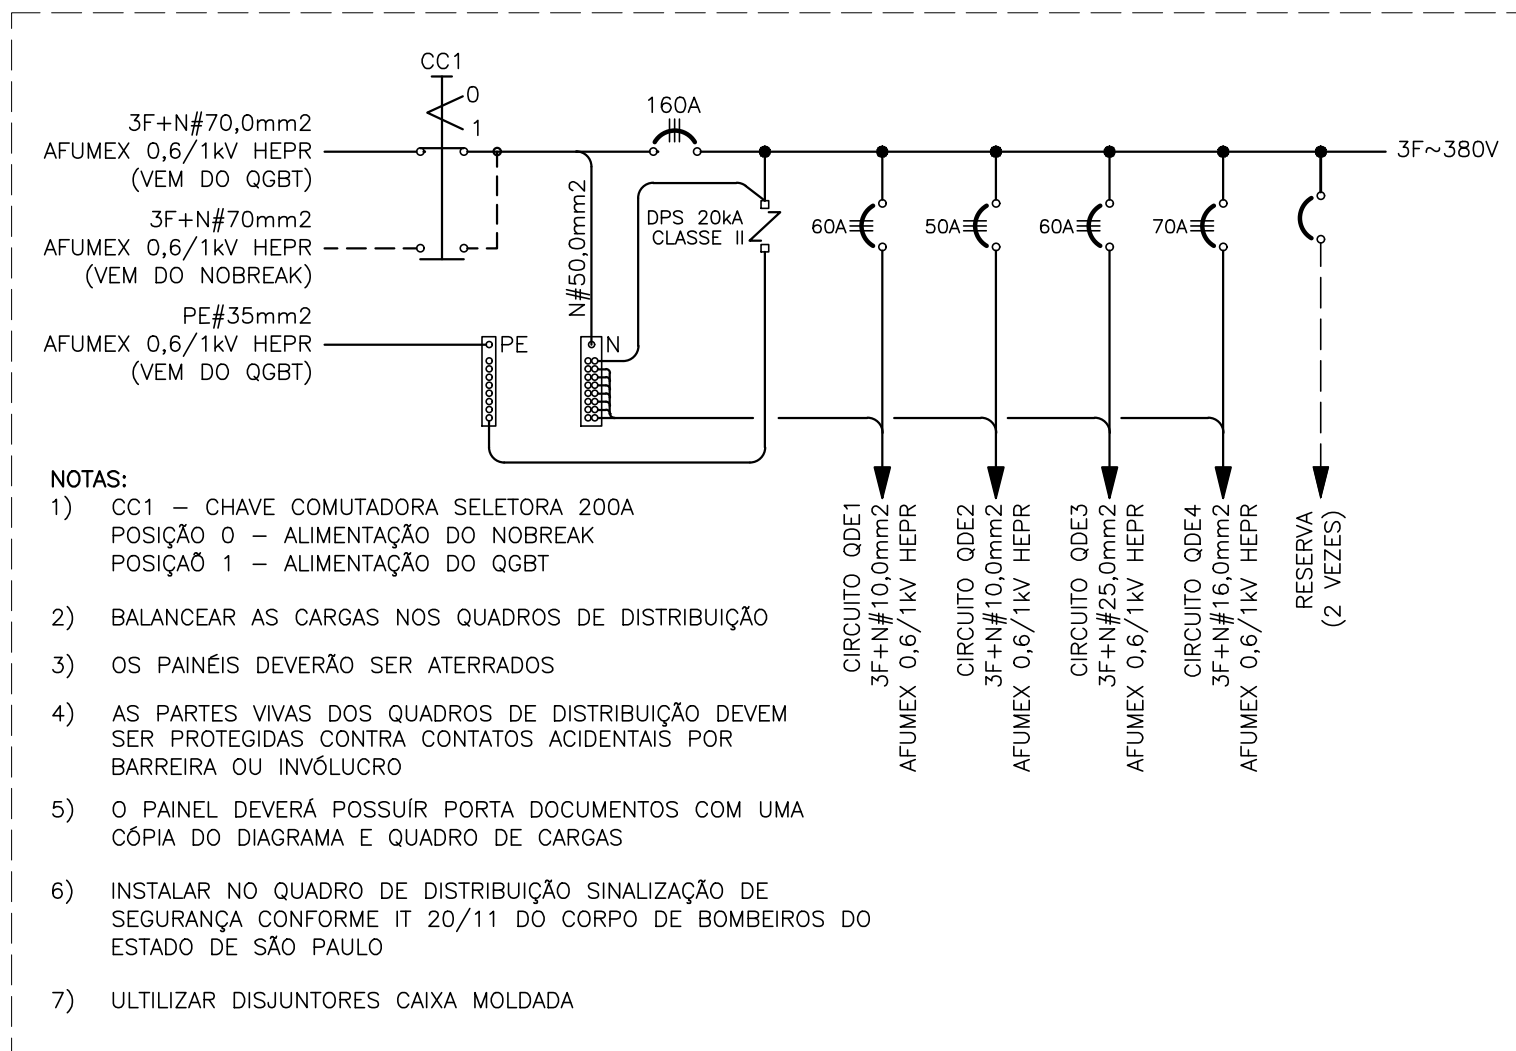 CC1
0
1
3F+N#70,0mm2
AFUMEX 0,6/1kV HEPR
(VEM DO QGBT)
3F+N#70mm2
AFUMEX 0,6/1kV HEPR
(VEM DO NOBREAK)
PE#35mm2
AFUMEX 0,6/1kV HEPR
(VEM DO QGBT)
PE
N
N#50,0mm2
160A
3F~380V
DPS 20kA
CLASSE II
60A
50A
60A
70A
CIRCUITO QDE1
3F+N#10,0mm2
AFUMEX 0,6/1kV HEPR
CIRCUITO QDE2
3F+N#10,0mm2
AFUMEX 0,6/1kV HEPR
CIRCUITO QDE3
3F+N#25,0mm2
AFUMEX 0,6/1kV HEPR
CIRCUITO QDE4
3F+N#16,0mm2
AFUMEX 0,6/1kV HEPR
RESERVA
(2 VEZES)
NOTAS:
1) CC1 – CHAVE COMUTADORA SELETORA 200A
POSIÇÃO 0 – ALIMENTAÇÃO DO NOBREAK
POSIÇAÕ 1 – ALIMENTAÇÃO DO QGBT
2) BALANCEAR AS CARGAS NOS QUADROS DE DISTRIBUIÇÃO
3) OS PAINÉIS DEVERÃO SER ATERRADOS
4) AS PARTES VIVAS DOS QUADROS DE DISTRIBUIÇÃO DEVEM
SER PROTEGIDAS CONTRA CONTATOS ACIDENTAIS POR
BARREIRA OU INVÓLUCRO
5) O PAINEL DEVERÁ POSSUÍR PORTA DOCUMENTOS COM UMA
CÓPIA DO DIAGRAMA E QUADRO DE CARGAS
6) INSTALAR NO QUADRO DE DISTRIBUIÇÃO SINALIZAÇÃO DE
SEGURANÇA CONFORME IT 20/11 DO CORPO DE BOMBEIROS DO
ESTADO DE SÃO PAULO
7) ULTILIZAR DISJUNTORES CAIXA MOLDADA